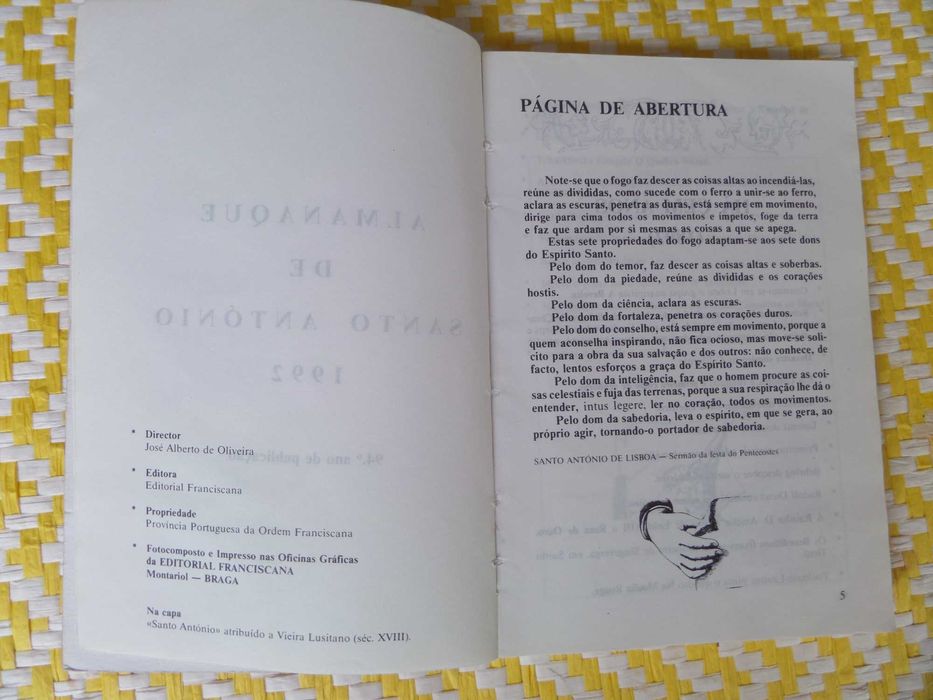 ALMANAQUE
DE
SANTO ANTÓNIO
1992
94.º ano de publicação
* Director
José Alberto de Oliveira
* Editora
Editorial Franciscana
* Propriedade
Província Portuguesa da Ordem Franciscana
* Fotocomposto e Impresso nas Oficinas Gráficas
da EDITORIAL FRANCISCANA
Montariol — BRAGA
Na capa
«Santo António» atribuído a Vieira Lusitano (séc. XVIII).
PÁGINA DE ABERTURA
Note-se que o fogo faz descer as coisas altas ao incendiá-las,
reúne as divididas, como sucede com o ferro a unir-se ao ferro,
aclara as escuras, penetra as duras, está sempre em movimento,
dirige para cima todos os movimentos e ímpetos, foge da terra
e faz que ardam por si mesmas as coisas a que se apega.
Estas sete propriedades do fogo adaptam-se aos sete dons
do Espírito Santo.
Pelo dom do temor, faz descer as coisas altas e soberbas.
Pelo dom da piedade, reúne as divididas e os corações
hostis.
Pelo dom da ciência, aclara as escuras.
Pelo dom da fortaleza, penetra os corações duros.
Pelo dom do conselho, está sempre em movimento, porque a
quem aconselha inspirando, não fica ocioso, mas move-se solí-
cito para a obra da sua salvação e dos outros: não conhece, de
facto, lentos esforços a graça do Espírito Santo.
Pelo dom da inteligência, faz que o homem procure as coi-
sas celestiais e fuja das terrenas, porque a sua respiração lhe dá o
entender, intus legere, ler no coração, todos os movimentos.
Pelo dom da sabedoria, leva o espírito, em que se gera, ao
próprio agir, tornando-o portador de sabedoria.
SANTO ANTÓNIO DE LISBOA — Sermão da festa do Pentecostes
5